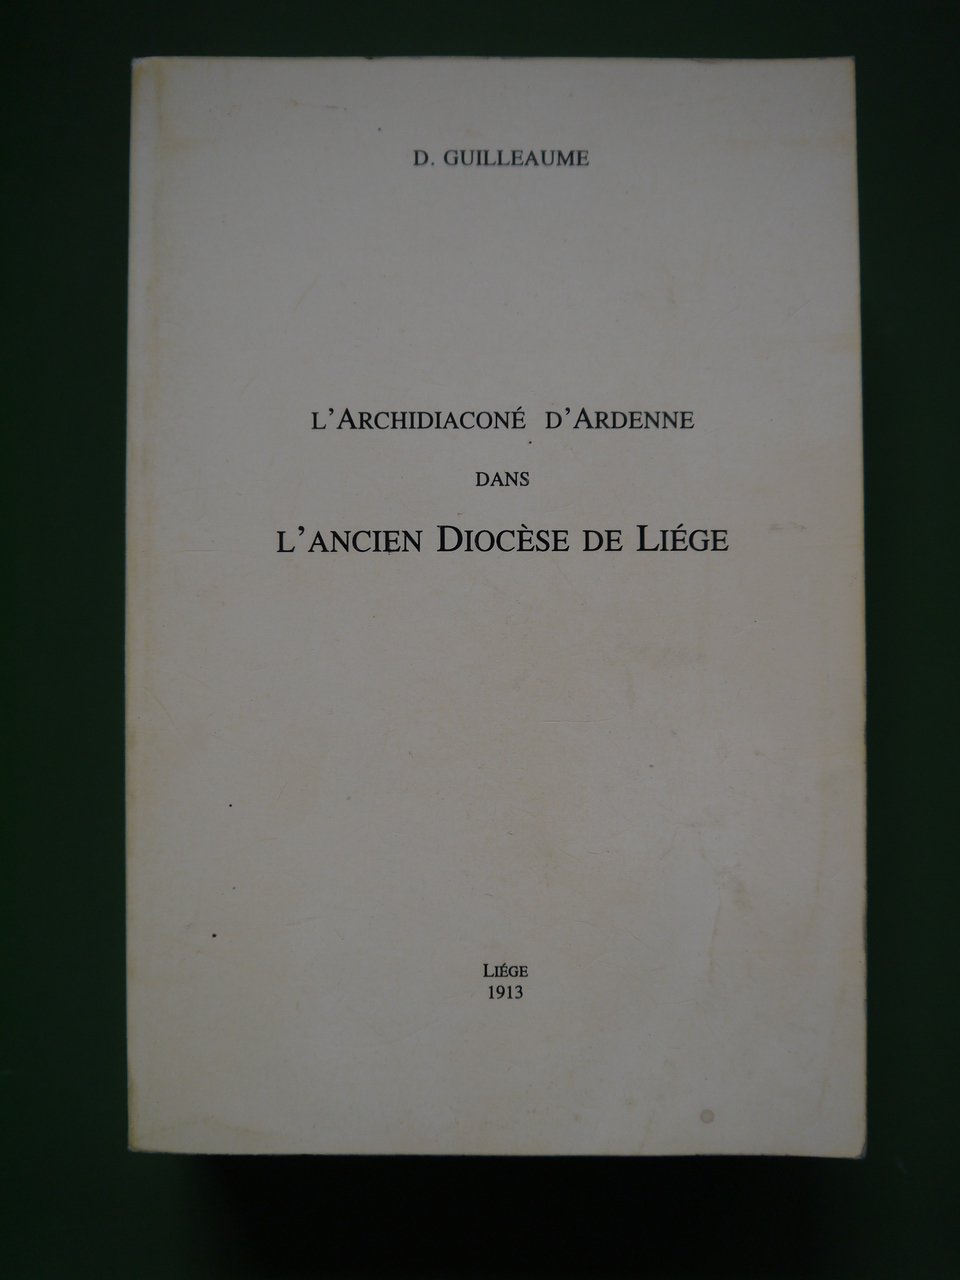 D. GUILLEAUME
L'ARCHIDIACONÉ D'ARDENNE
DANS
L'ANCIEN DIOCÈSE DE LIÉGE
LIÉGE
1913